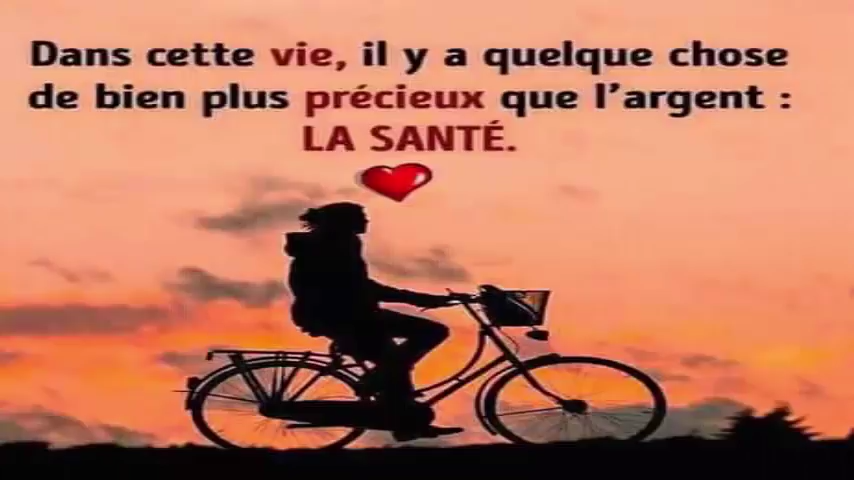 Dans cette vie, il y a quelque chose
de bien plus précieux que l'argent :
LA SANTÉ.